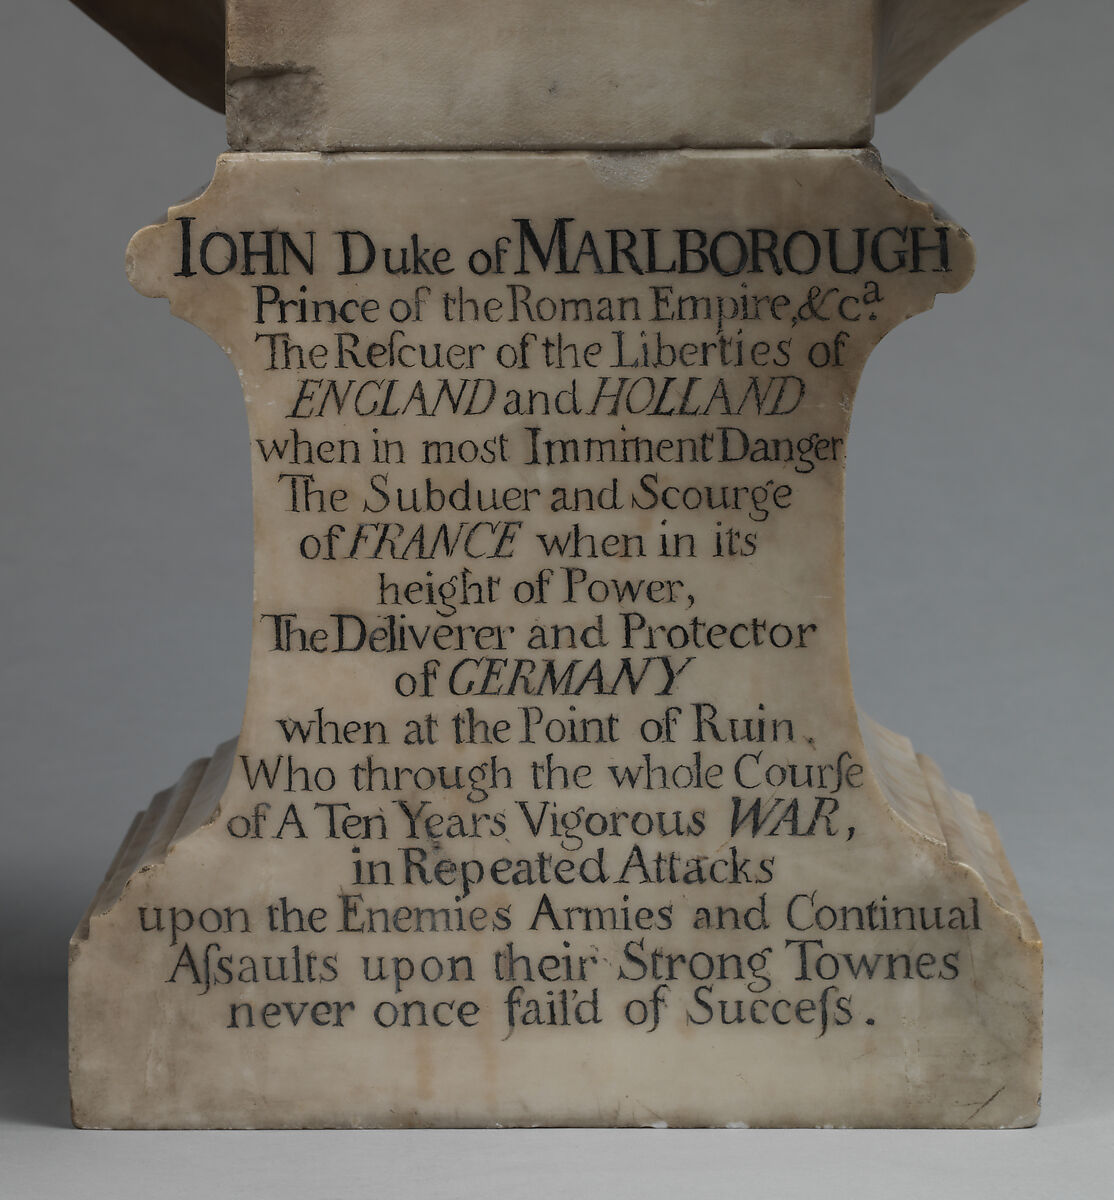 IOHN Duke of MARLBOROUGH
Prince of the Roman Empire, &c.ª
The Reſcuer of the Liberties of
ENGLAND and HOLLAND
when in most Imminent Danger
The Subduer and Scourge
of FRANCE when in its
height of Power,
The Deliverer and Protector
of GERMANY
when at the Point of Ruin.
Who through the whole Courſe
of A Ten Years Vigorous WAR,
in Repeated Attacks
upon the Enemies Armies and Continual
Aſsaults upon their Strong Townes
never once fail'd of Succeſs.